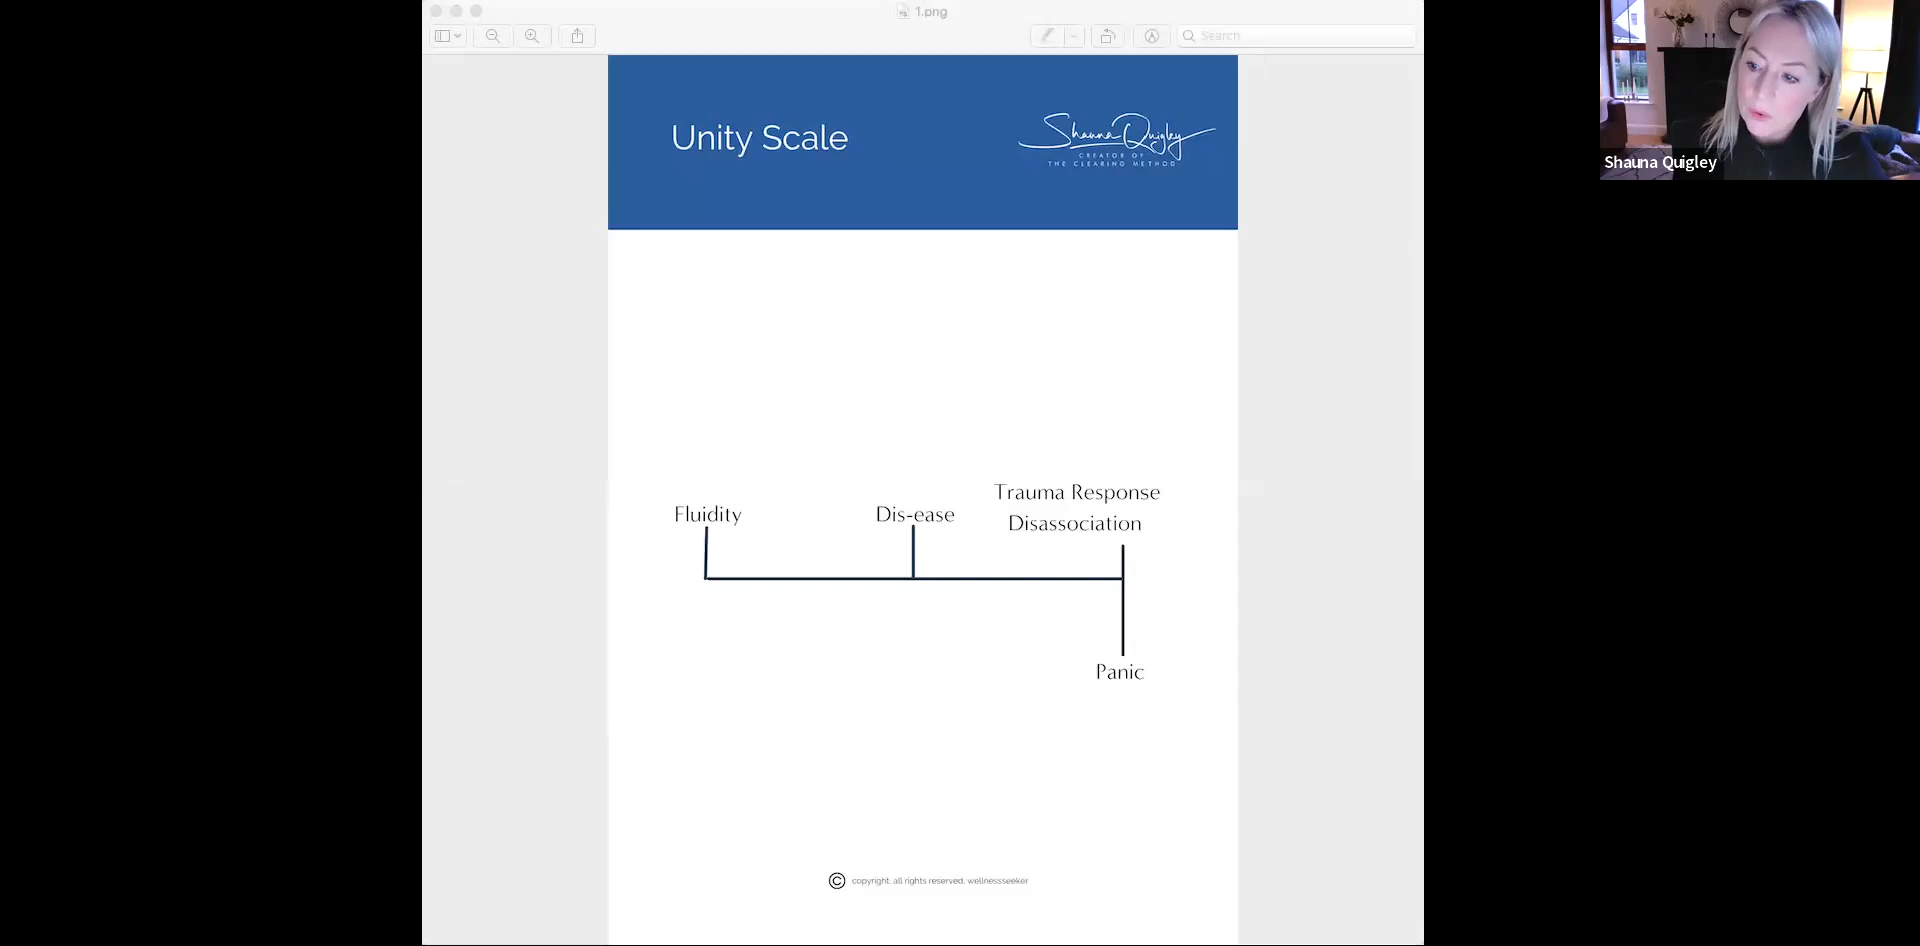 1.png
Search
Unity Scale
Shauna Quigley
CREATOR OF
THE CLEARING METHOD
Shauna Quigley
Trauma Response
Fluidity
Dis-ease
Disassociation
Panic
© copyright, all rights reserved, wellnessseeker